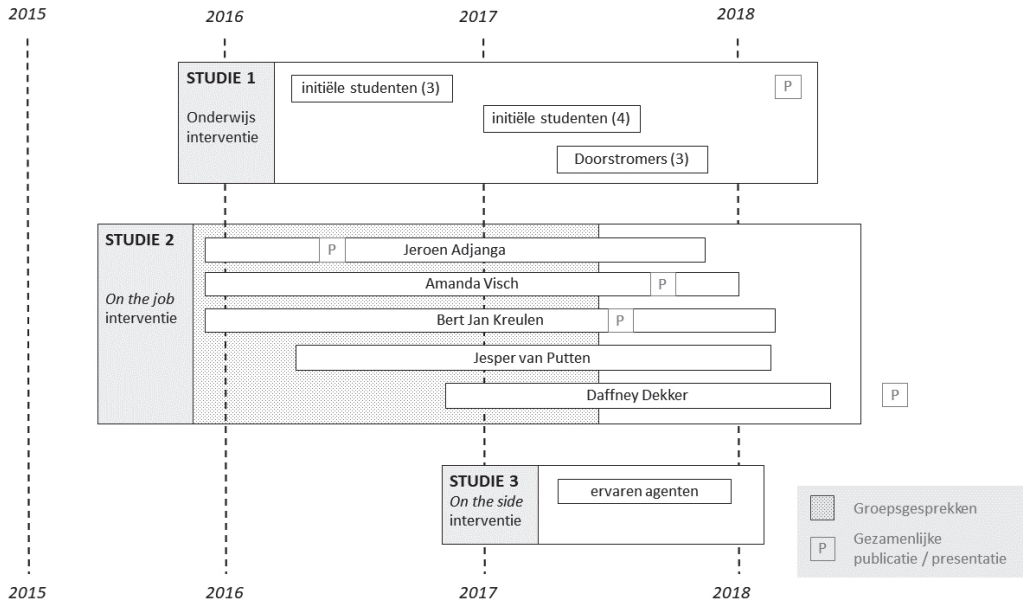 2015 2016 2017 2018
STUDIE 1
Onderwijs
interventie
initiële studenten (3)
P
initiële studenten (4)
Doorstromers (3)
STUDIE 2
On the job
interventie
P Jeroen Adjanga
Amanda Visch P
Bert Jan Kreulen P
Jesper van Putten
Daffney Dekker P
STUDIE 3
On the side
interventie
ervaren agenten
Groepsgesprekken
P Gezamenlijke
publicatie / presentatie
2015 2016 2017 2018